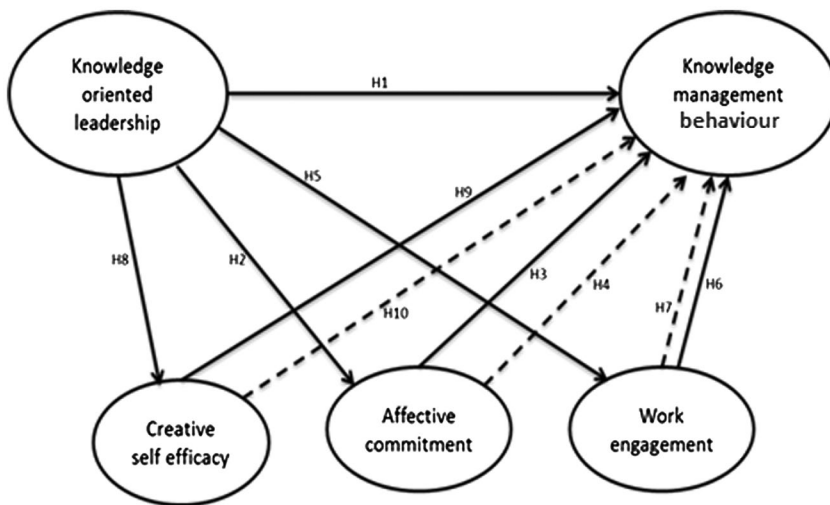 Knowledge
oriented
leadership
Knowledge
management
behaviour
H1
H5
H9
H8
H2
H3
H4
H10
H7
H6
Creative
self efficacy
Affective
commitment
Work
engagement